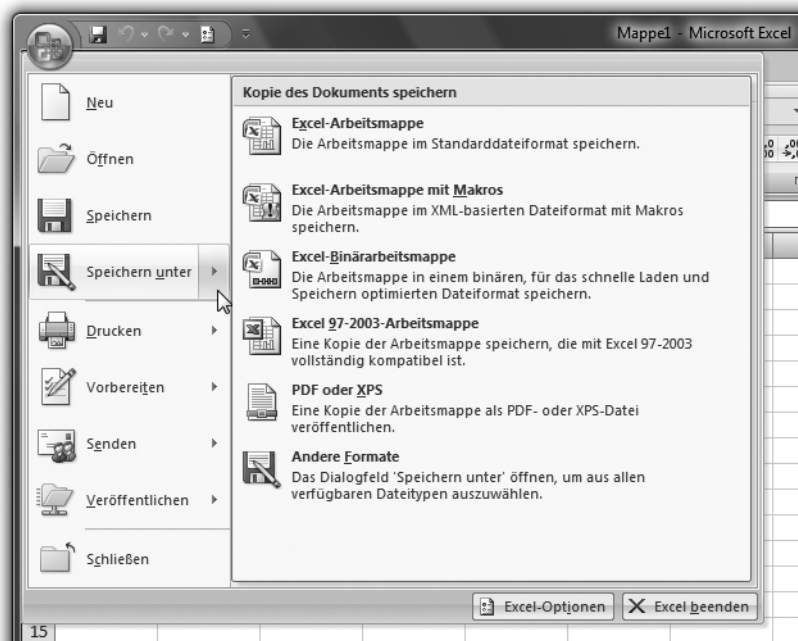 Mappe1 - Microsoft Excel
Neu
Öffnen
Speichern
Speichern unter
Drucken
Vorbereiten
Senden
Veröffentlichen
Schließen
Kopie des Dokuments speichern
Excel-Arbeitsmappe
Die Arbeitsmappe im Standarddateiformat speichern.
Excel-Arbeitsmappe mit Makros
Die Arbeitsmappe im XML-basierten Dateiformat mit Makros
speichern.
Excel-Binärarbeitsmappe
Die Arbeitsmappe in einem binären, für das schnelle Laden und
Speichern optimierten Dateiformat speichern.
Excel 97-2003-Arbeitsmappe
Eine Kopie der Arbeitsmappe speichern, die mit Excel 97-2003
vollständig kompatibel ist.
PDF oder XPS
Eine Kopie der Arbeitsmappe als PDF- oder XPS-Datei
veröffentlichen.
Andere Formate
Das Dialogfeld 'Speichern unter' öffnen, um aus allen
verfügbaren Dateitypen auszuwählen.
Excel-Optionen
Excel beenden
15